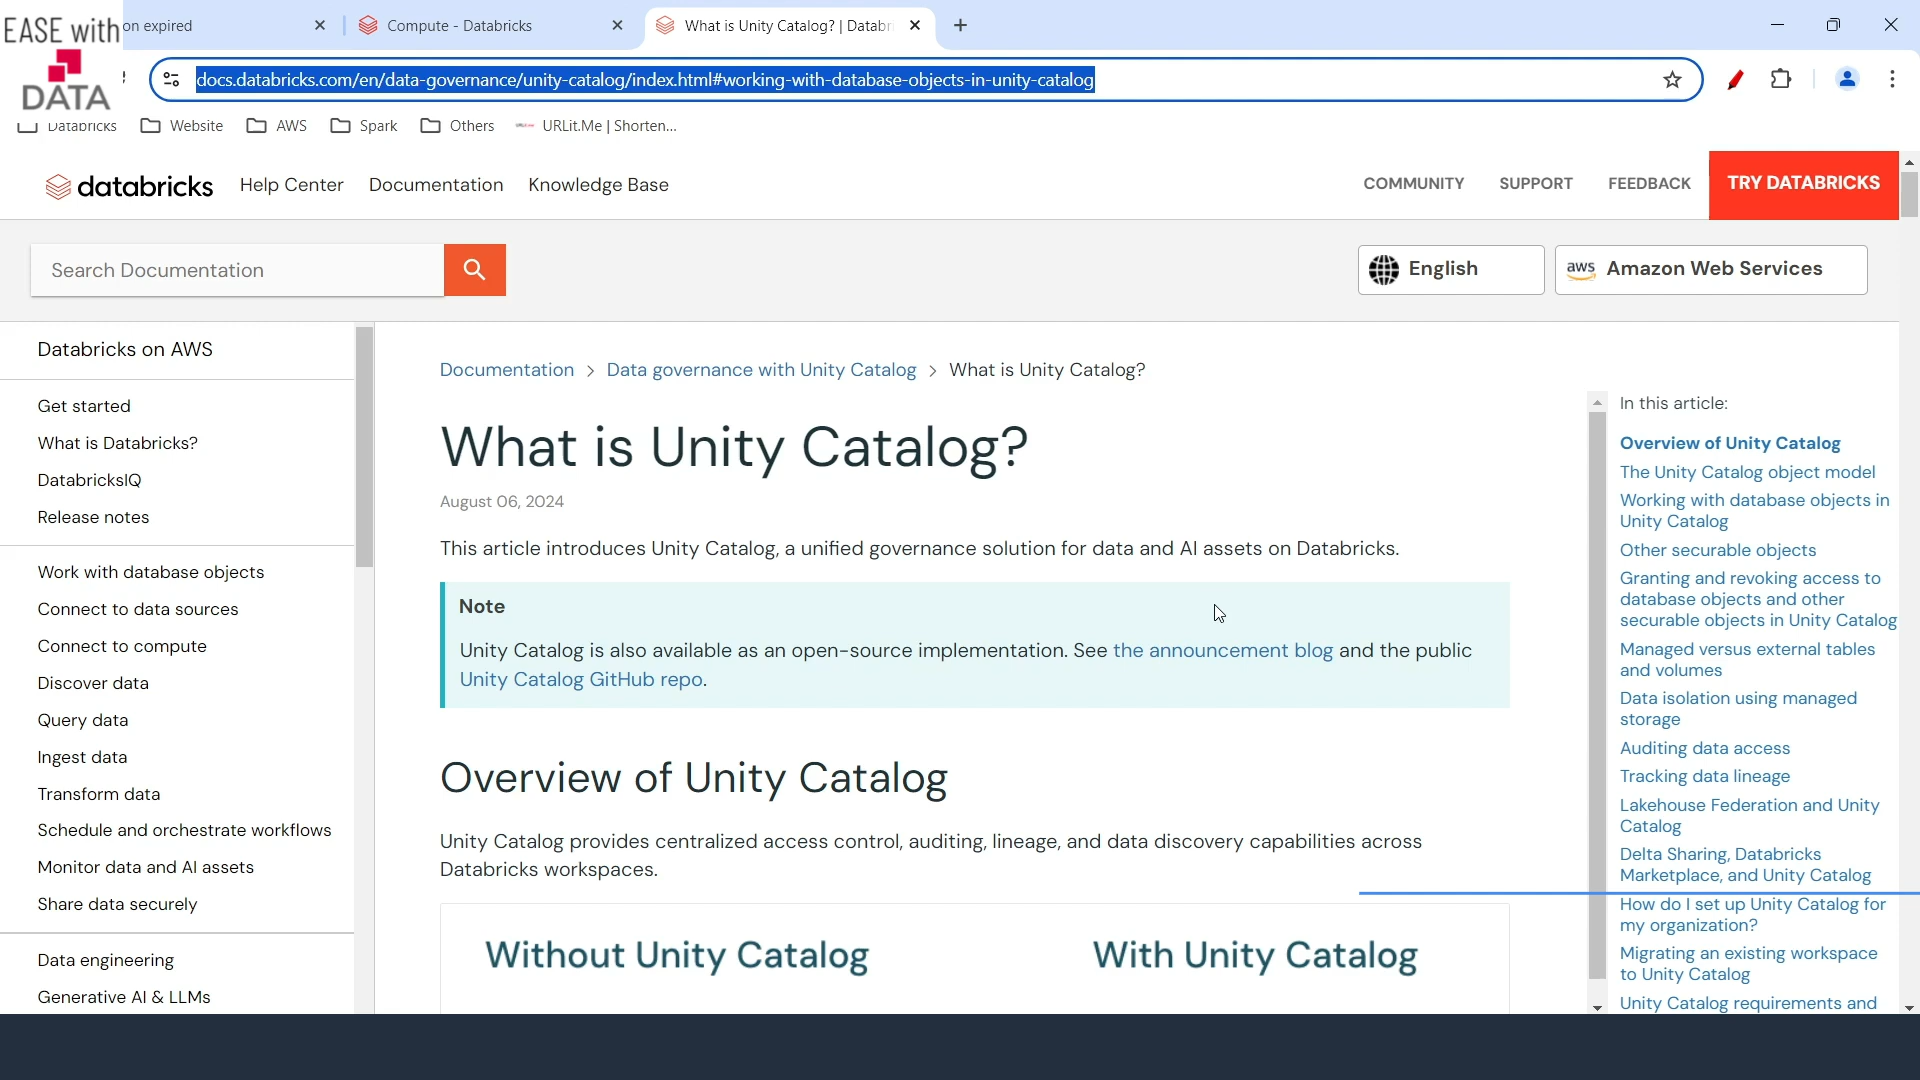 EASE with
DATA
on expired
Compute - Databricks
What is Unity Catalog? | Databr
docs.databricks.com/en/data-governance/unity-catalog/index.html#working-with-database-objects-in-unity-catalog
Databricks
Website
AWS
Spark
Others
URLit.Me | Shorten...
databricks
Help Center
Documentation
Knowledge Base
COMMUNITY
SUPPORT
FEEDBACK
TRY DATABRICKS
Search Documentation
English
aws
Amazon Web Services
Databricks on AWS
Get started
What is Databricks?
DatabricksIQ
Release notes
Work with database objects
Connect to data sources
Connect to compute
Discover data
Query data
Ingest data
Transform data
Schedule and orchestrate workflows
Monitor data and AI assets
Share data securely
Data engineering
Generative AI & LLMs
Documentation > Data governance with Unity Catalog > What is Unity Catalog?
What is Unity Catalog?
August 06, 2024
This article introduces Unity Catalog, a unified governance solution for data and AI assets on Databricks.
Note
Unity Catalog is also available as an open-source implementation. See the announcement blog and the public
Unity Catalog GitHub repo.
Overview of Unity Catalog
Unity Catalog provides centralized access control, auditing, lineage, and data discovery capabilities across
Databricks workspaces.
Without Unity Catalog
With Unity Catalog
In this article:
Overview of Unity Catalog
The Unity Catalog object model
Working with database objects in
Unity Catalog
Other securable objects
Granting and revoking access to
database objects and other
securable objects in Unity Catalog
Managed versus external tables
and volumes
Data isolation using managed
storage
Auditing data access
Tracking data lineage
Lakehouse Federation and Unity
Catalog
Delta Sharing, Databricks
Marketplace, and Unity Catalog
How do I set up Unity Catalog for
my organization?
Migrating an existing workspace
to Unity Catalog
Unity Catalog requirements and